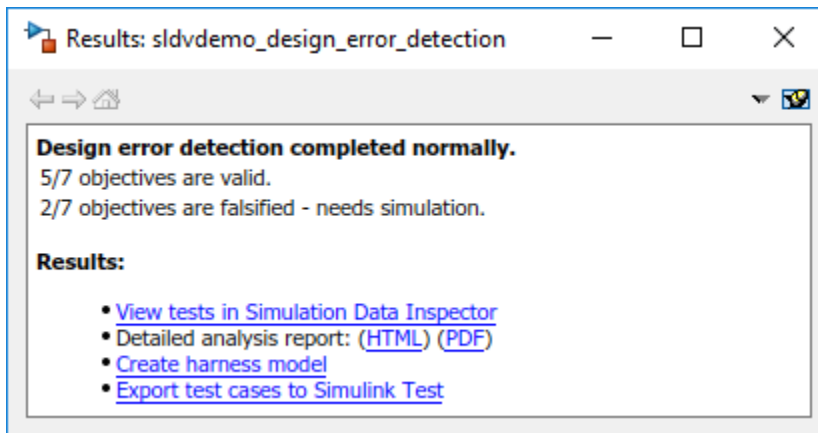 Results: sldvdemo_design_error_detection
Design error detection completed normally.
5/7 objectives are valid.
2/7 objectives are falsified - needs simulation.
Results:
• View tests in Simulation Data Inspector
• Detailed analysis report: (HTML) (PDF)
• Create harness model
• Export test cases to Simulink Test